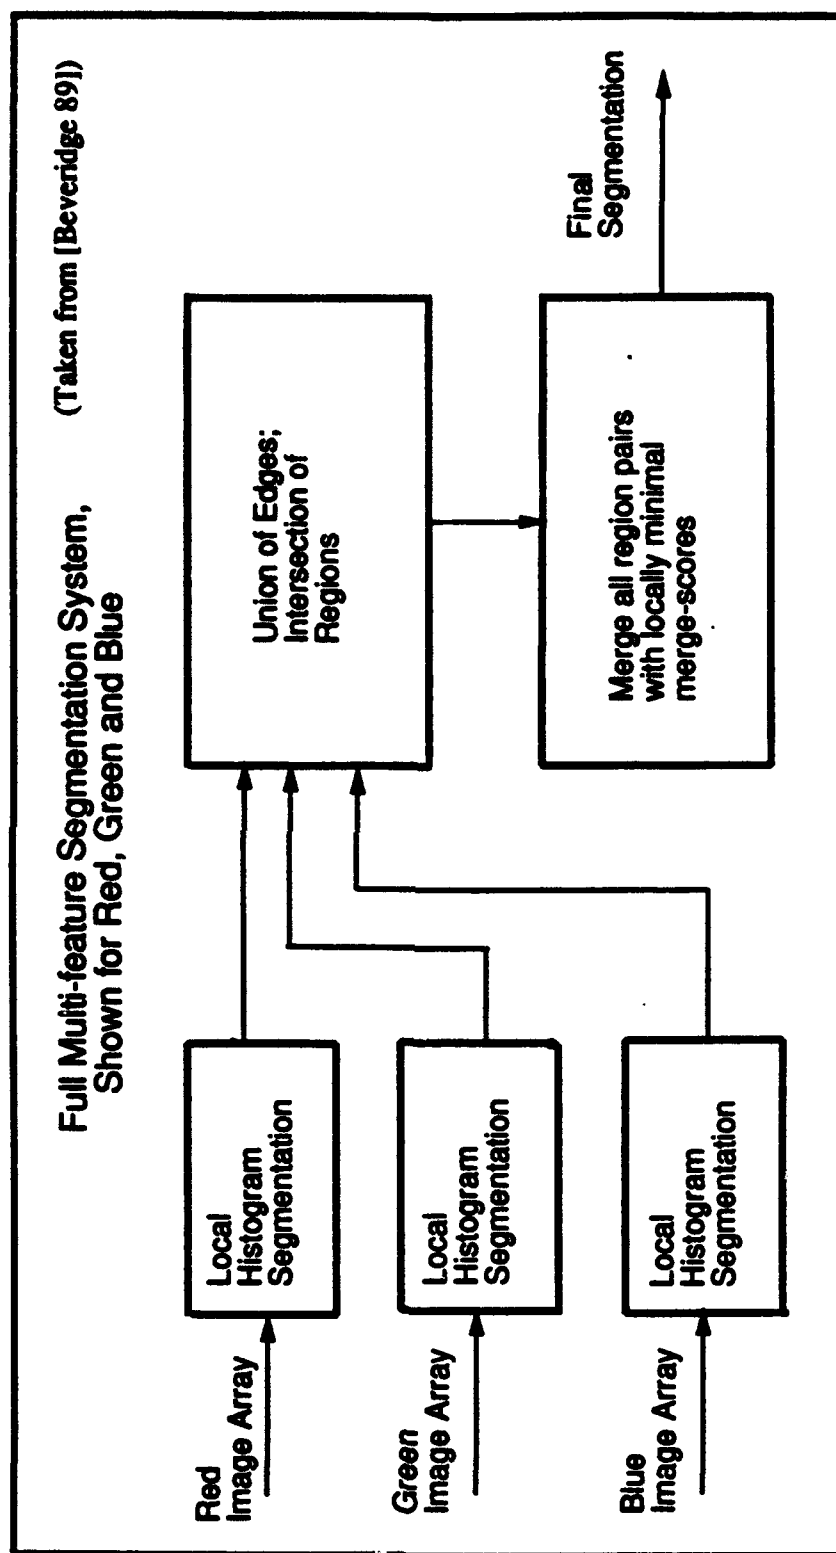 Full Multi-feature Segmentation System,
Shown for Red, Green and Blue
(Taken from [Beveridge 89])
Red
Image Array
Local
Histogram
Segmentation
Green
Image Array
Local
Histogram
Segmentation
Blue
Image Array
Local
Histogram
Segmentation
Union of Edges;
Intersection of
Regions
Merge all region pairs
with locally minimal
merge-scores
Final
Segmentation